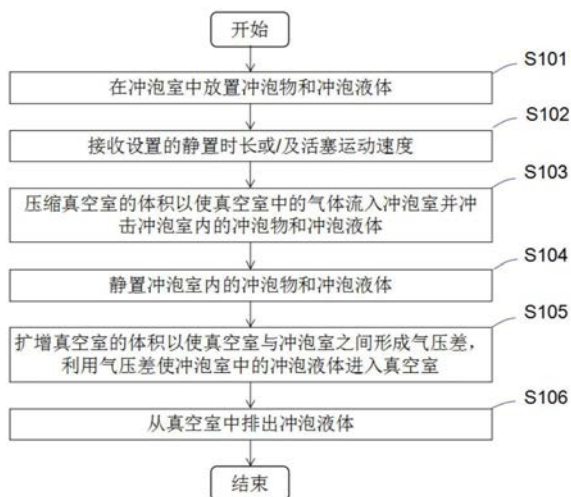 开始
S101
在冲泡室中放置冲泡物和冲泡液体
S102
接收设置的静置时长或/及活塞运动速度
S103
压缩真空室的体积以使真空室中的气体流入冲泡室并冲
击冲泡室内的冲泡物和冲泡液体
S104
静置冲泡室内的冲泡物和冲泡液体
S105
扩增真空室的体积以使真空室与冲泡室之间形成气压差，
利用气压差使冲泡室中的冲泡液体进入真空室
S106
从真空室中排出冲泡液体
结束